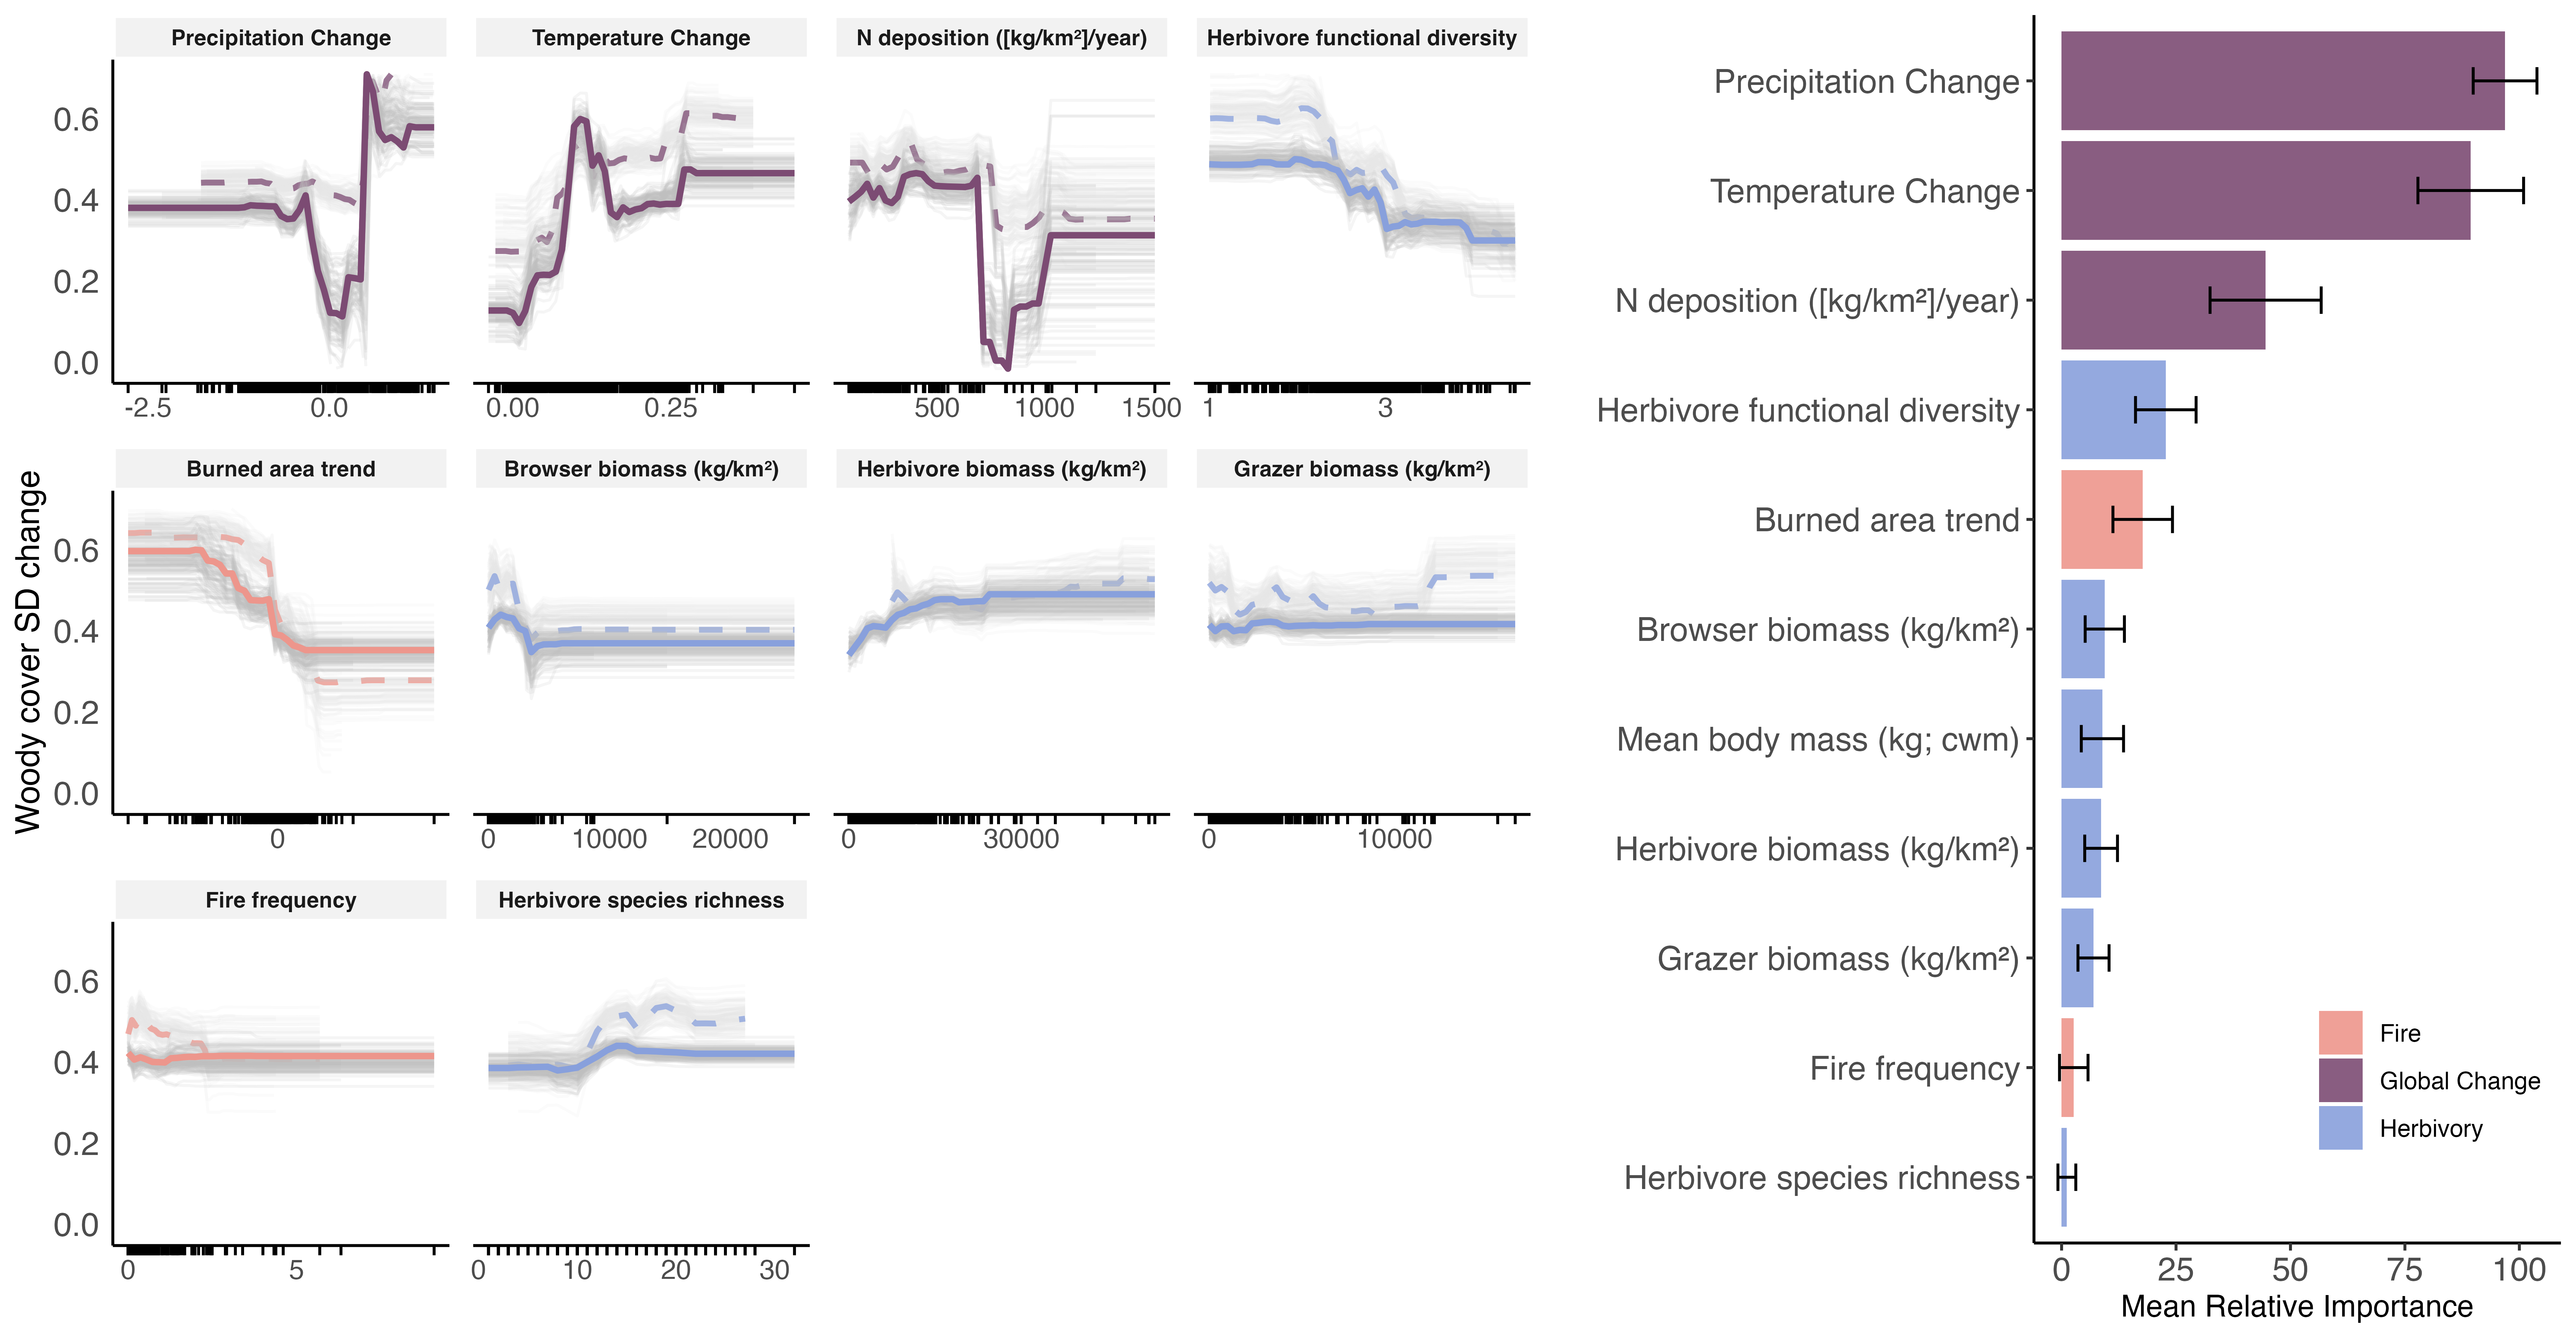 Precipitation Change
Temperature Change
N deposition ([kg/km²]/year)
Herbivore functional diversity
0.6
0.4
0.2
0.0
-2.5 0.0
0.00 0.25
500 1000 1500
1 3
Woody cover SD change
Burned area trend
Browser biomass (kg/km²)
Herbivore biomass (kg/km²)
Grazer biomass (kg/km²)
0.6
0.4
0.2
0.0
0
0 10000 20000
0 30000
0 10000
Fire frequency
Herbivore species richness
0.6
0.4
0.2
0.0
0 5
0 10 20 30
Precipitation Change
Temperature Change
N deposition ([kg/km²]/year)
Herbivore functional diversity
Burned area trend
Browser biomass (kg/km²)
Mean body mass (kg; cwm)
Herbivore biomass (kg/km²)
Grazer biomass (kg/km²)
Fire frequency
Herbivore species richness
Fire
Global Change
Herbivory
0 25 50 75 100
Mean Relative Importance